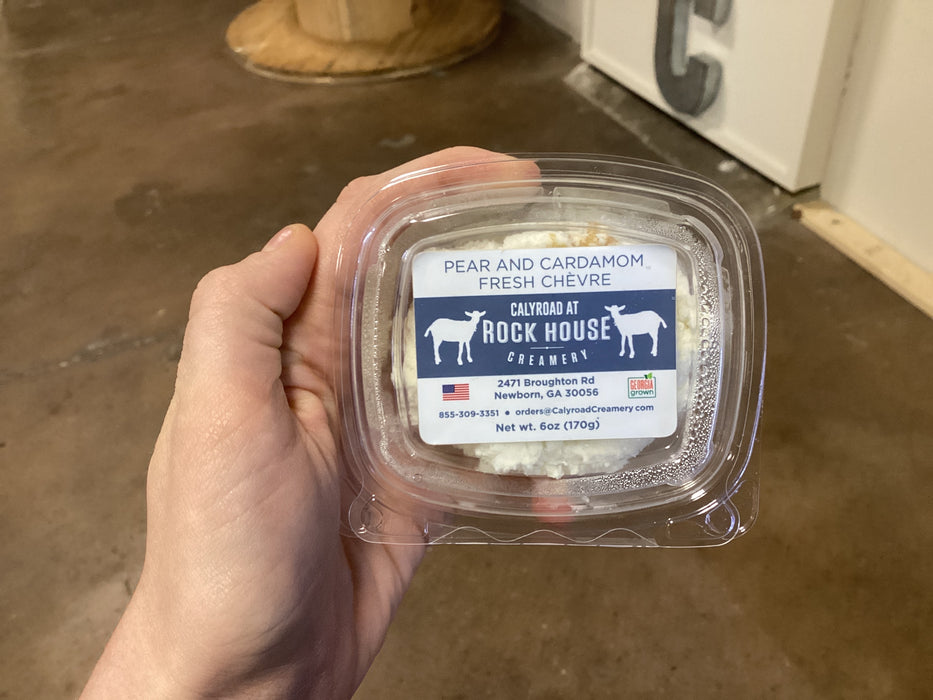 C
PEAR AND CARDAMOM
FRESH CHÈVRE
CALYROAD AT
ROCK HOUSE
CREAMERY
2471 Broughton Rd
Newborn, GA 30056
GEORGIA
grown
855-309-3351 • orders@CalyroadCreamery com
Net wt. 6oz (170g)